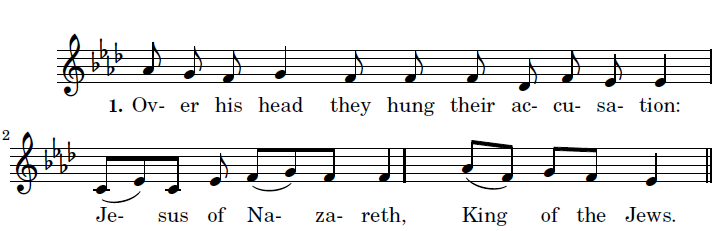 1. Ov- er his head they hung their ac- cu- sa- tion:
2
Je- sus of Na- za- reth, King of the Jews.